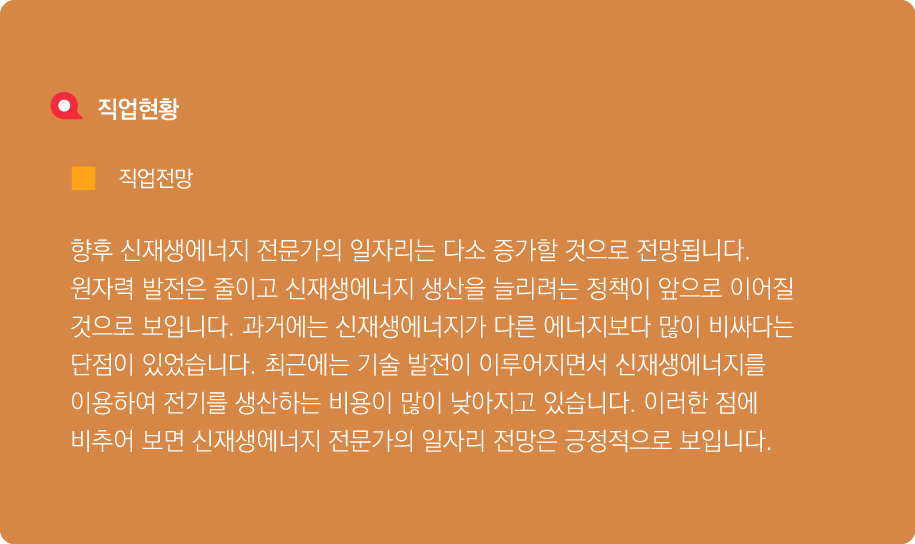 직업현황
직업전망
향후 신재생에너지 전문가의 일자리는 다소 증가할 것으로 전망됩니다.
원자력 발전은 줄이고 신재생에너지 생산을 늘리려는 정책이 앞으로 이어질
것으로 보입니다. 과거에는 신재생에너지가 다른 에너지보다 많이 비싸다는
단점이 있었습니다. 최근에는 기술 발전이 이루어지면서 신재생에너지를
이용하여 전기를 생산하는 비용이 많이 낮아지고 있습니다. 이러한 점에
비추어 보면 신재생에너지 전문가의 일자리 전망은 긍정적으로 보입니다.